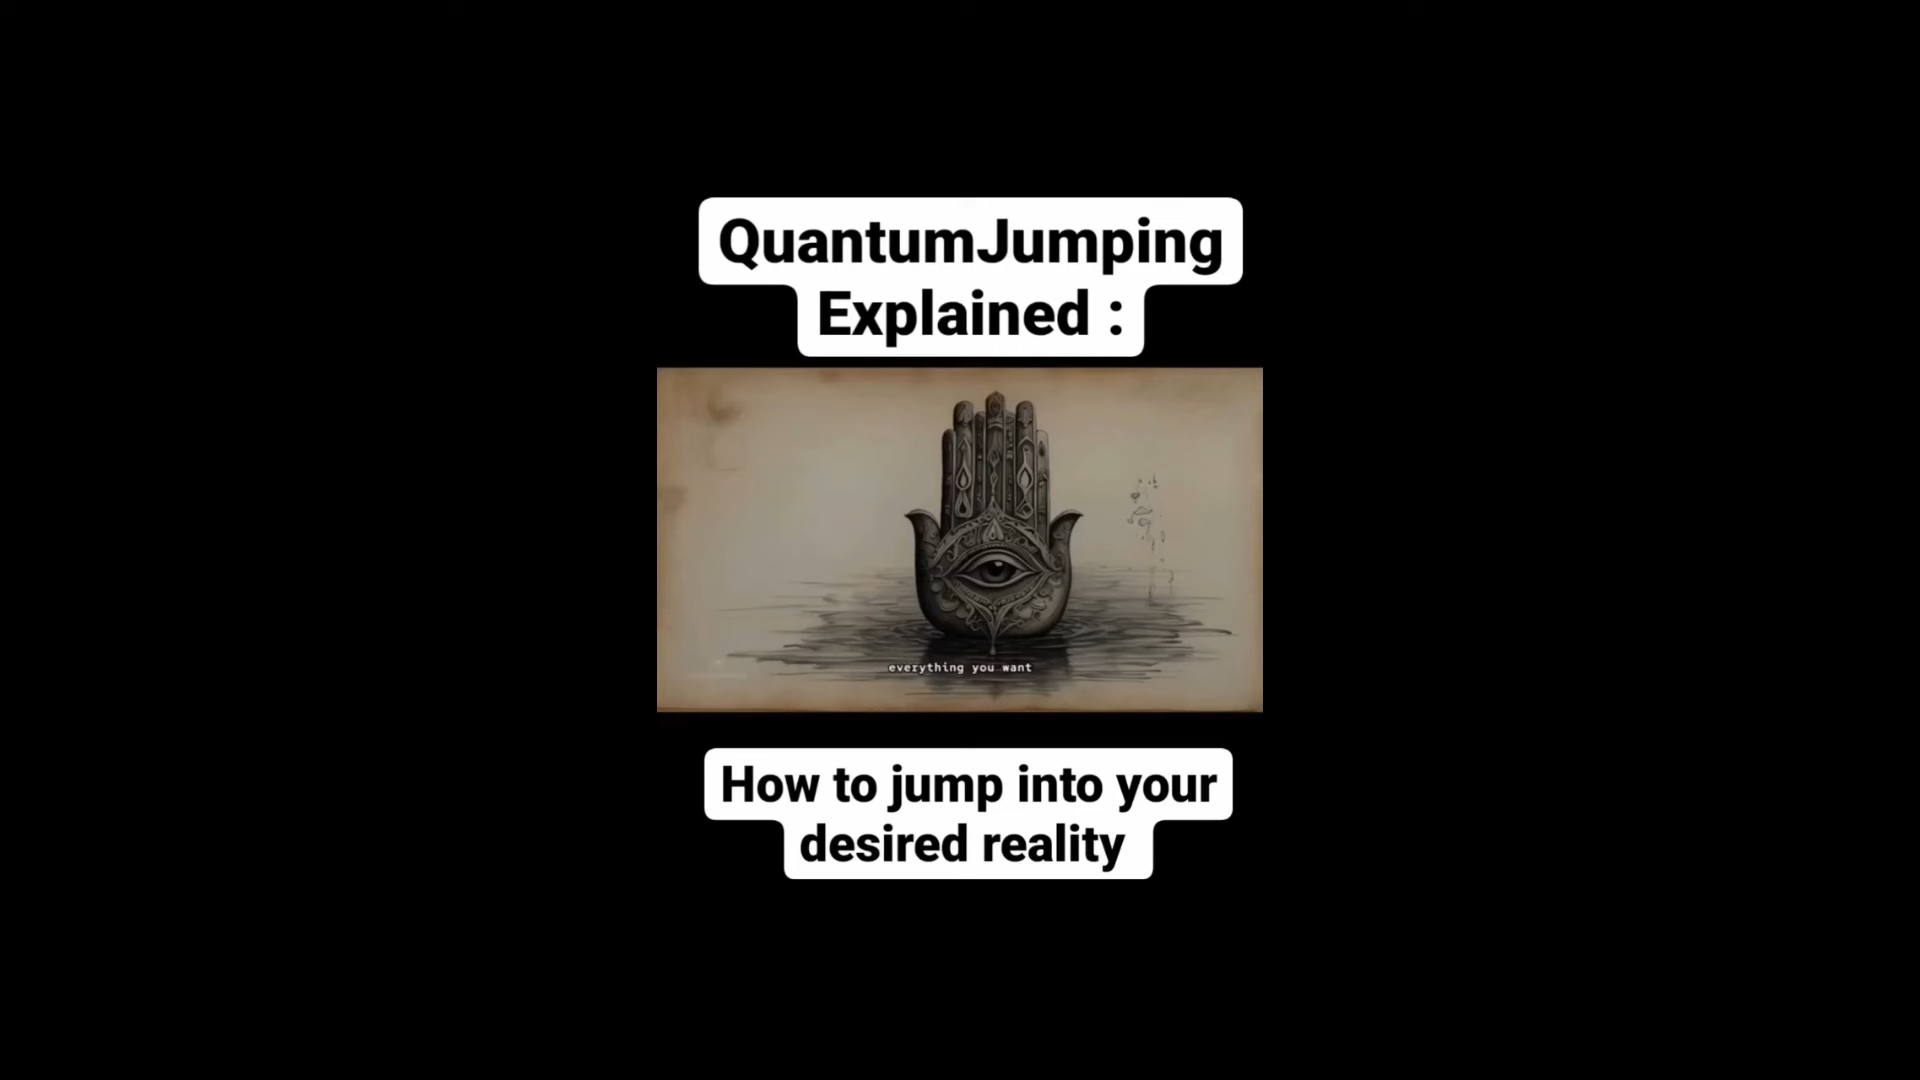 QuantumJumping
Explained :
everything you want
How to jump into your
desired reality